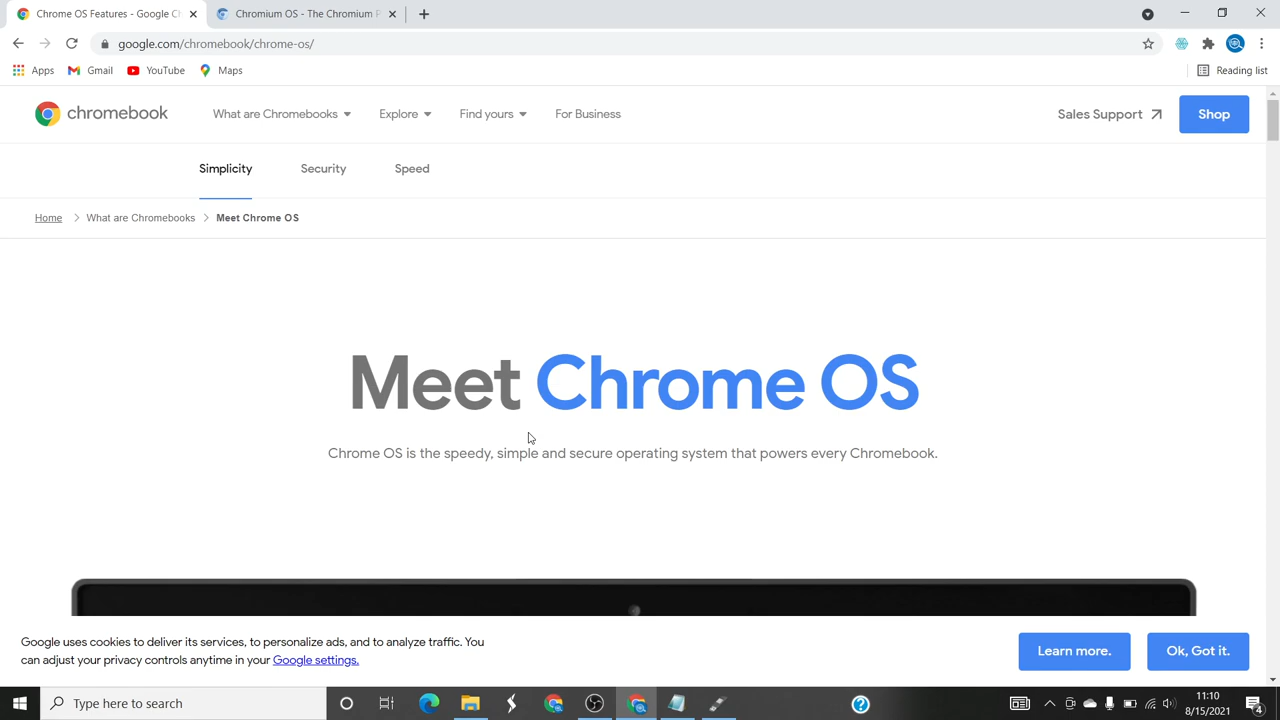 Chrome OS Features - Google Ch
Chromium OS - The Chromium P
google.com/chromebook/chrome-os/
Apps
Gmail
YouTube
Maps
Reading list
chromebook
What are Chromebooks
Explore
Find yours
For Business
Sales Support
Shop
Simplicity
Security
Speed
Home
What are Chromebooks
Meet Chrome OS
Meet Chrome OS
Chrome OS is the speedy, simple and secure operating system that powers every Chromebook.
Google uses cookies to deliver its services, to personalize ads, and to analyze traffic. You
can adjust your privacy controls anytime in your Google settings.
Learn more.
Ok, Got it.
Type here to search
11:10
8/15/2021
4